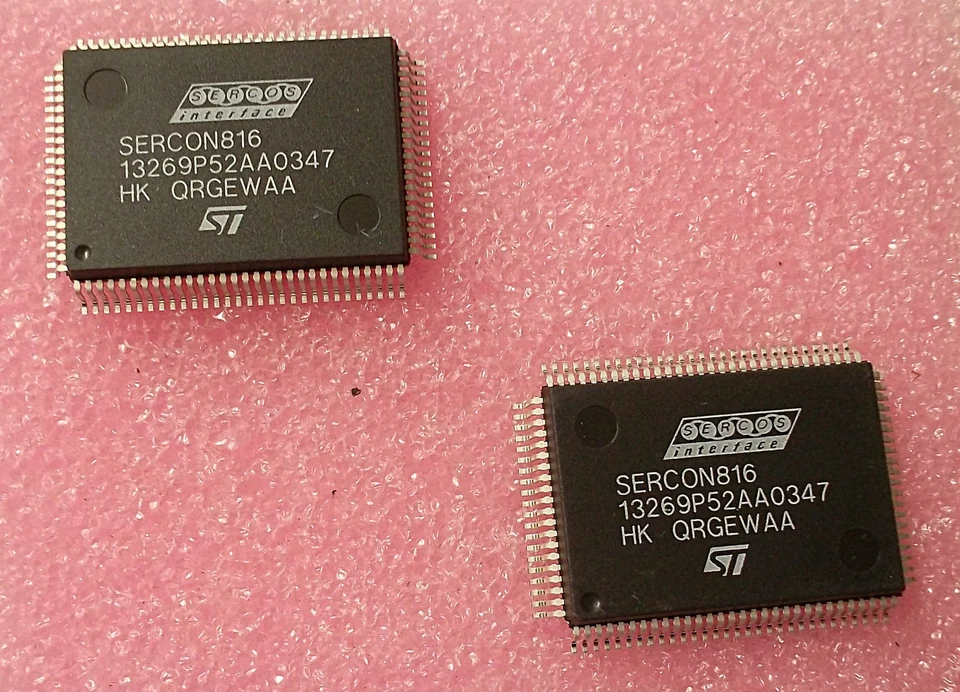 SERCOS
interface
SERCON816
13269P52AA0347
HK QRGEWAA
ST
SERCOS
interface
SERCON816
13269P52AA0347
HK QRGEWAA
ST